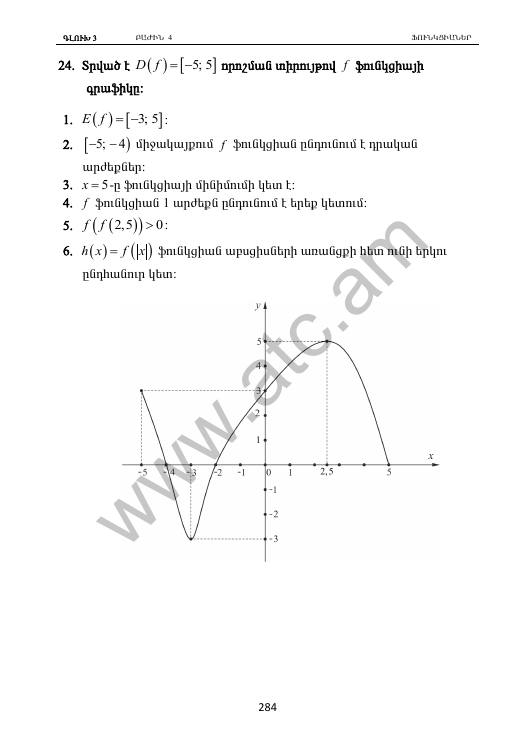 ԳԼՈՒԽ 3 ԲԱԺԻՆ 4 ՖՈՒՆԿՑԻԱՆԵՐ
24. Տրված է D(f)=[−5; 5] որոշման տիրույթով f ֆունկցիայի
գրաֆիկը:
1. E(f)=[−3; 5]:
2. [−5; −4) միջակայքում f ֆունկցիան ընդունում է դրական
արժեքներ:
3. x=5-ը ֆունկցիայի մինիմումի կետ է:
4. f ֆունկցիան 1 արժեքն ընդունում է երեք կետում:
5. f(f(2,5))>0:
6. h(x)=f(|x|) ֆունկցիան աբսցիսների առանցքի հետ ունի երկու
ընդհանուր կետ:
y
5
4
3
2
1
x
-5 -4 -3 -2 -1 0 1 2,5 5
-1
-2
-3
www.atc.am
284